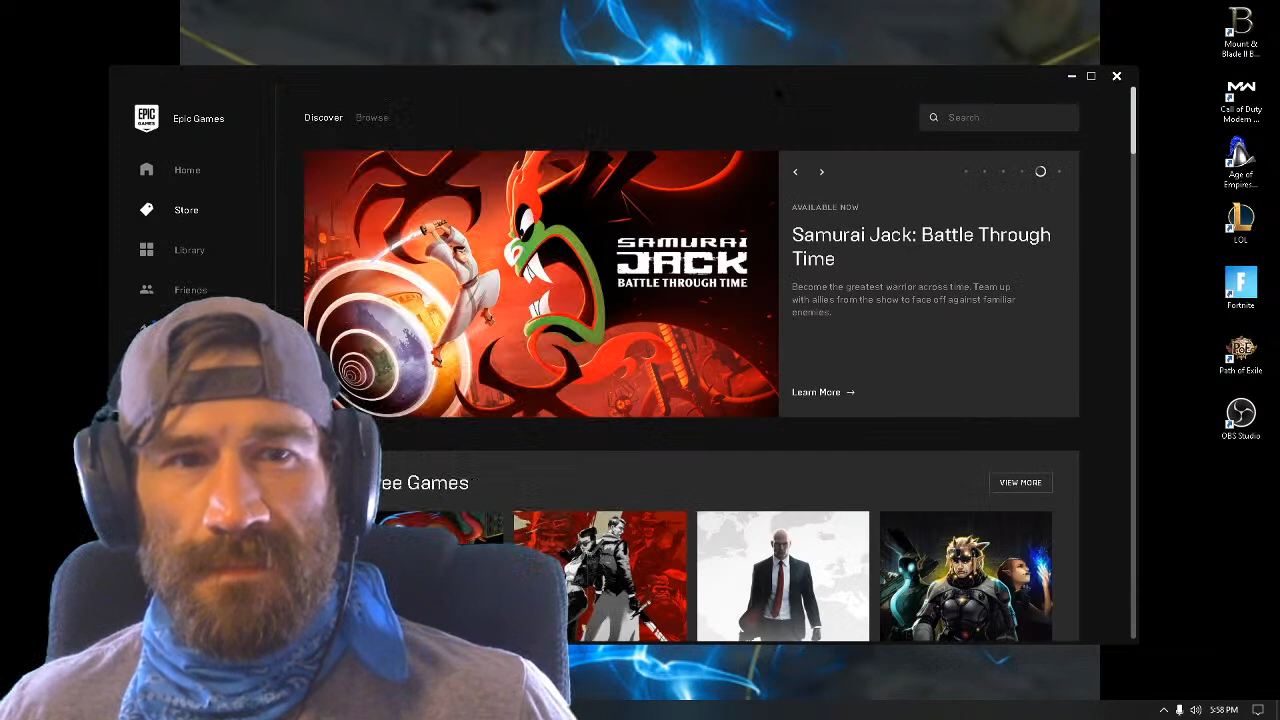 Mount &
Blade II B...
Call of Duty
Modern ...
Age of
Empires...
LOL
F
Fortnite
POE
Path of Exile
OBS Studio
EPIC
GAMES
Epic Games
Discover
Browse
Search
Home
Store
Library
Friends
SAMURAI
JACK
BATTLE THROUGH TIME
AVAILABLE NOW
Samurai Jack: Battle Through
Time
Become the greatest warrior across time. Team up
with allies from the show to face off against familiar
enemies.
Learn More →
ee Games
VIEW MORE
5:58 PM